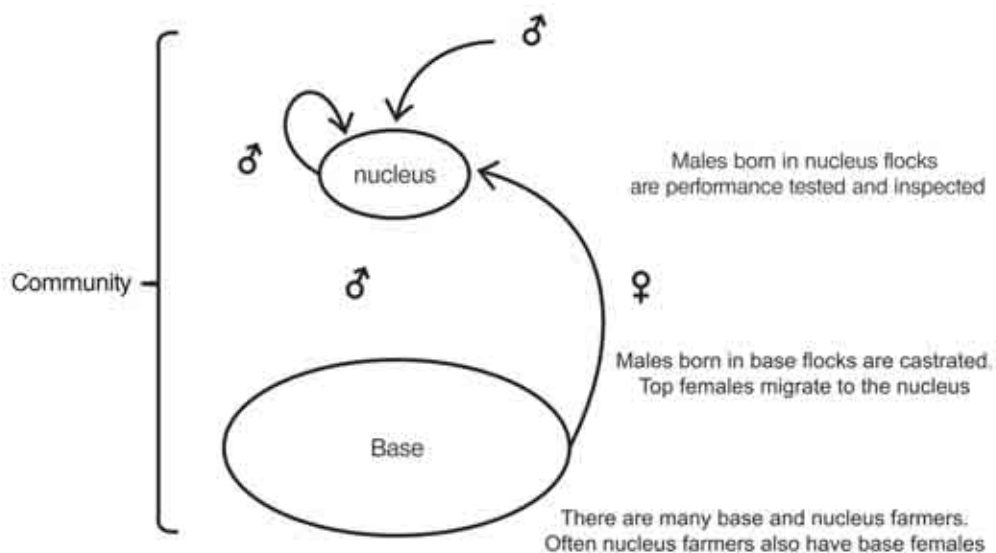 nucleus
Males born in nucleus flocks
are performance tested and inspected
Community
Males born in base flocks are castrated.
Top females migrate to the nucleus
Base
There are many base and nucleus farmers.
Often nucleus farmers also have base females